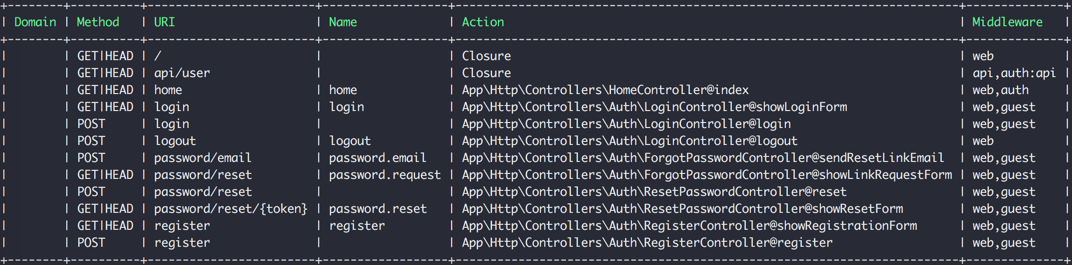 +--------+----------+------------------------+------------------+------------------------------------------------------------------------+--------------+
| Domain | Method   | URI                    | Name             | Action                                                                 | Middleware   |
+--------+----------+------------------------+------------------+------------------------------------------------------------------------+--------------+
|        | GET|HEAD | /                      |                  | Closure                                                                | web          |
|        | GET|HEAD | api/user               |                  | Closure                                                                | api,auth:api |
|        | GET|HEAD | home                   | home             | App\Http\Controllers\HomeController@index                              | web,auth     |
|        | GET|HEAD | login                  | login            | App\Http\Controllers\Auth\LoginController@showLoginForm                | web,guest    |
|        | POST     | login                  |                  | App\Http\Controllers\Auth\LoginController@login                        | web,guest    |
|        | POST     | logout                 | logout           | App\Http\Controllers\Auth\LoginController@logout                       | web          |
|        | POST     | password/email         | password.email   | App\Http\Controllers\Auth\ForgotPasswordController@sendResetLinkEmail  | web,guest    |
|        | GET|HEAD | password/reset         | password.request | App\Http\Controllers\Auth\ForgotPasswordController@showLinkRequestForm | web,guest    |
|        | POST     | password/reset         |                  | App\Http\Controllers\Auth\ResetPasswordController@reset                | web,guest    |
|        | GET|HEAD | password/reset/{token} | password.reset   | App\Http\Controllers\Auth\ResetPasswordController@showResetForm        | web,guest    |
|        | GET|HEAD | register               | register         | App\Http\Controllers\Auth\RegisterController@showRegistrationForm      | web,guest    |
|        | POST     | register               |                  | App\Http\Controllers\Auth\RegisterController@register                  | web,guest    |
+--------+----------+------------------------+------------------+------------------------------------------------------------------------+--------------+